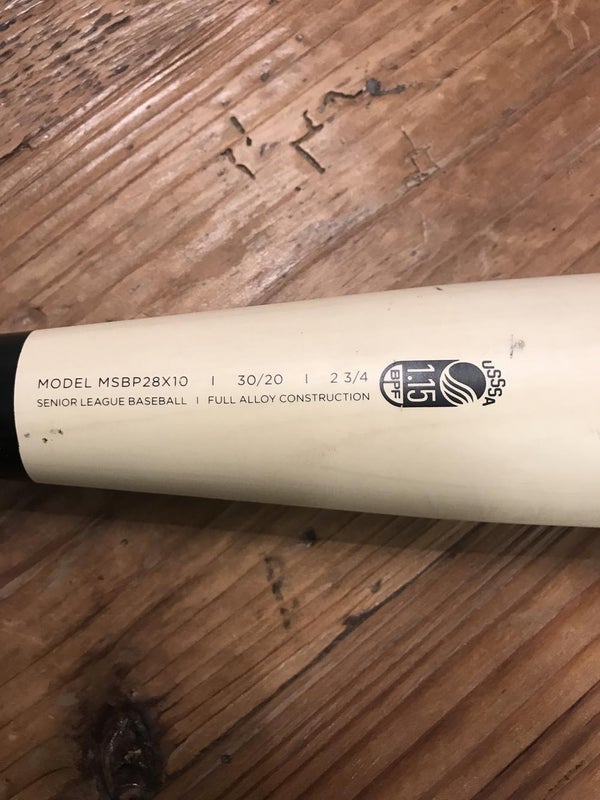 MODEL MSBP28X10 | 30/20 | 2 3/4
SENIOR LEAGUE BASEBALL | FULL ALLOY CONSTRUCTION
1.15
BPF
USSSA